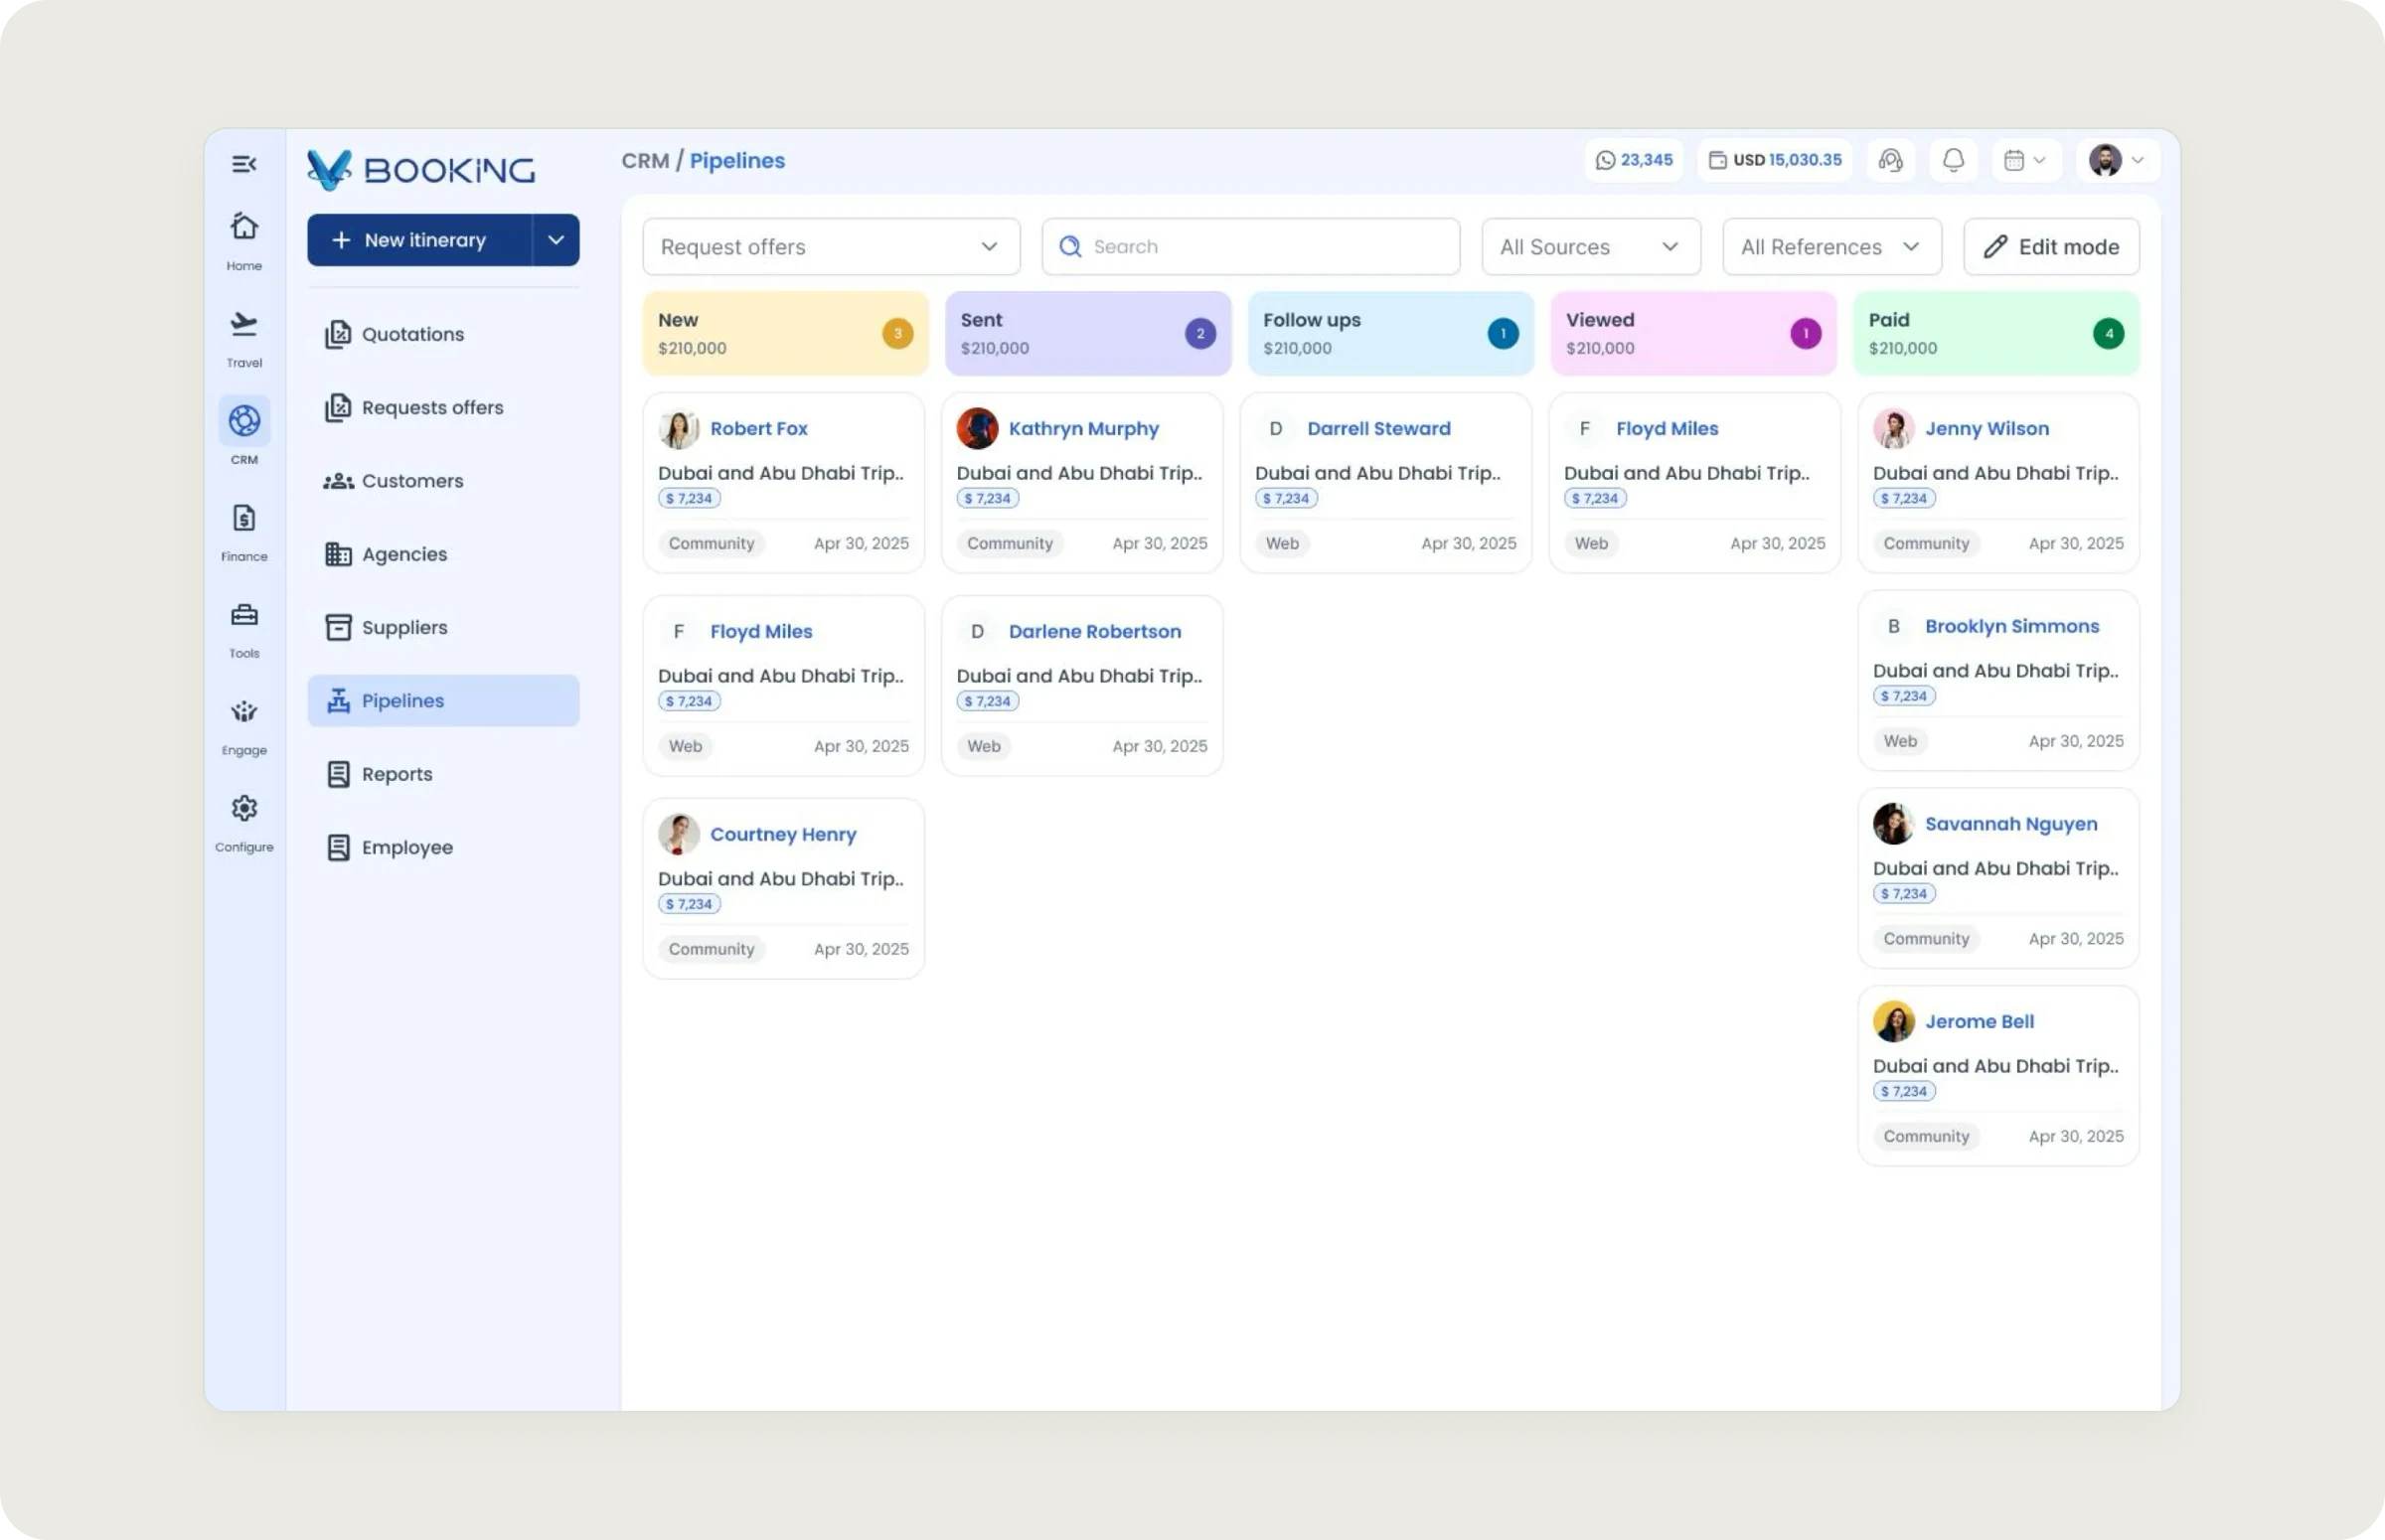 Home
Travel
CRM
Finance
Tools
Engage
Configure
BOOKING
New itinerary
Quotations
Requests offers
Customers
Agencies
Suppliers
Pipelines
Reports
Employee
CRM / Pipelines
23,345
USD 15,030.35
Request offers
Search
All Sources
All References
Edit mode
New
$210,000
3
Sent
$210,000
2
Follow ups
$210,000
1
Viewed
$210,000
1
Paid
$210,000
4
Robert Fox
Dubai and Abu Dhabi Trip..
$ 7,234
Community Apr 30, 2025
F Floyd Miles
Dubai and Abu Dhabi Trip..
$ 7,234
Web Apr 30, 2025
Courtney Henry
Dubai and Abu Dhabi Trip..
$ 7,234
Community Apr 30, 2025
Kathryn Murphy
Dubai and Abu Dhabi Trip..
$ 7,234
Community Apr 30, 2025
D Darlene Robertson
Dubai and Abu Dhabi Trip..
$ 7,234
Web Apr 30, 2025
D Darrell Steward
Dubai and Abu Dhabi Trip..
$ 7,234
Web Apr 30, 2025
F Floyd Miles
Dubai and Abu Dhabi Trip..
$ 7,234
Web Apr 30, 2025
Jenny Wilson
Dubai and Abu Dhabi Trip..
$ 7,234
Community Apr 30, 2025
B Brooklyn Simmons
Dubai and Abu Dhabi Trip..
$ 7,234
Web Apr 30, 2025
Savannah Nguyen
Dubai and Abu Dhabi Trip..
$ 7,234
Community Apr 30, 2025
Jerome Bell
Dubai and Abu Dhabi Trip..
$ 7,234
Community Apr 30, 2025